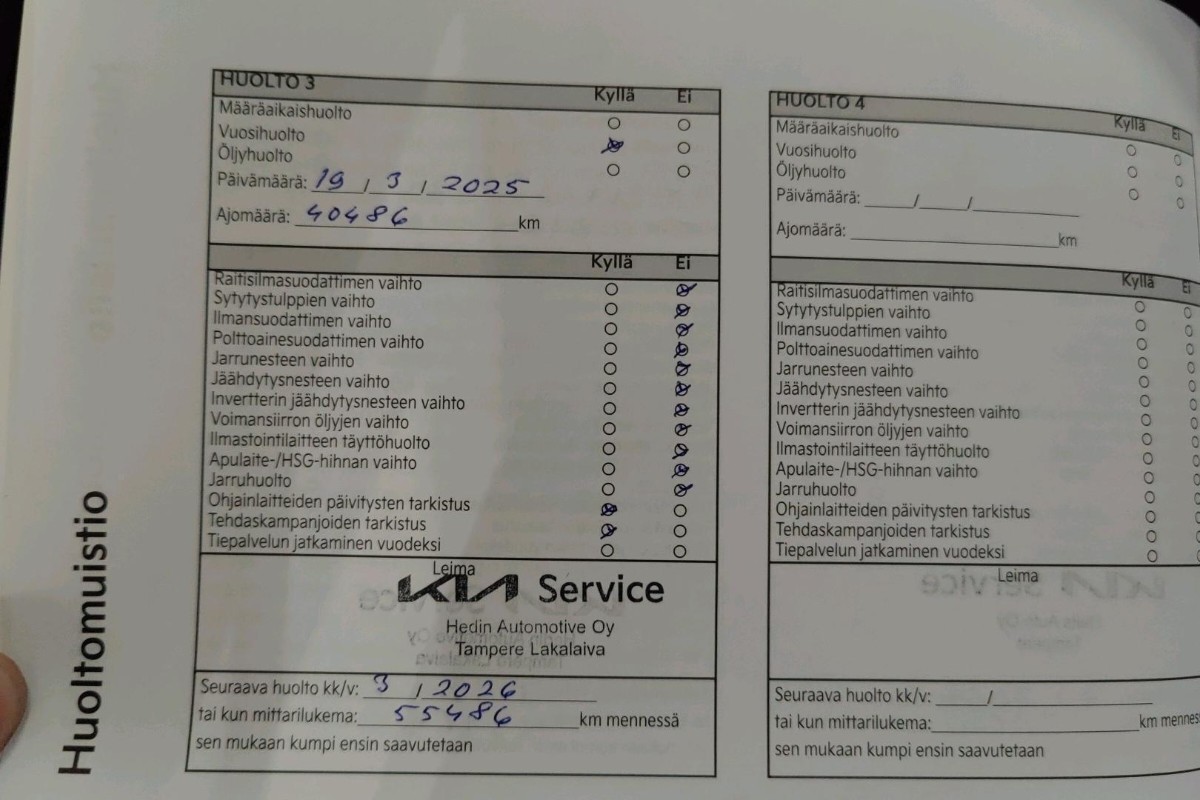 Huoltomuistio
HUOLTO 3 Kyllä Ei
Määräaikaishuolto
Vuosihuolto
Öljyhuolto
Päivämäärä: 19 / 3 / 2025
Ajomäärä: 40486 km
Kyllä Ei
Raitisilmasuodattimen vaihto
Sytytystulppien vaihto
Ilmansuodattimen vaihto
Polttoainesuodattimen vaihto
Jarrunesteen vaihto
Jäähdytysnesteen vaihto
Invertterin jäähdytysnesteen vaihto
Voimansiirron öljyjen vaihto
Ilmastointilaitteen täyttöhuolto
Apulaite-/HSG-hihnan vaihto
Jarruhuolto
Ohjainlaitteiden päivitysten tarkistus
Tehdaskampanjoiden tarkistus
Tiepalvelun jatkaminen vuodeksi
Leima
KIA Service
Hedin Automotive Oy
Tampere Lakalaiva
Seuraava huolto kk/v: 3 / 2026
tai kun mittarilukema: 55486 km mennessä
sen mukaan kumpi ensin saavutetaan
HUOLTO 4 Kyllä Ei
Määräaikaishuolto
Vuosihuolto
Öljyhuolto
Päivämäärä: / /
Ajomäärä: km
Kyllä Ei
Raitisilmasuodattimen vaihto
Sytytystulppien vaihto
Ilmansuodattimen vaihto
Polttoainesuodattimen vaihto
Jarrunesteen vaihto
Jäähdytysnesteen vaihto
Invertterin jäähdytysnesteen vaihto
Voimansiirron öljyjen vaihto
Ilmastointilaitteen täyttöhuolto
Apulaite-/HSG-hihnan vaihto
Jarruhuolto
Ohjainlaitteiden päivitysten tarkistus
Tehdaskampanjoiden tarkistus
Tiepalvelun jatkaminen vuodeksi
Leima
Seuraava huolto kk/v: /
tai kun mittarilukema: km mennes
sen mukaan kumpi ensin saavutetaan